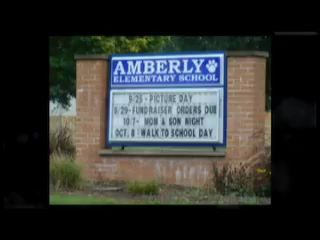 AMBERLY
ELEMENTARY SCHOOL
9/25 - PICTURE DAY
9/29-FUNDRAISER ORDERS DUE
10/7- MOM & SON NIGHT
OCT. 8 WALK TO SCHOOL DAY